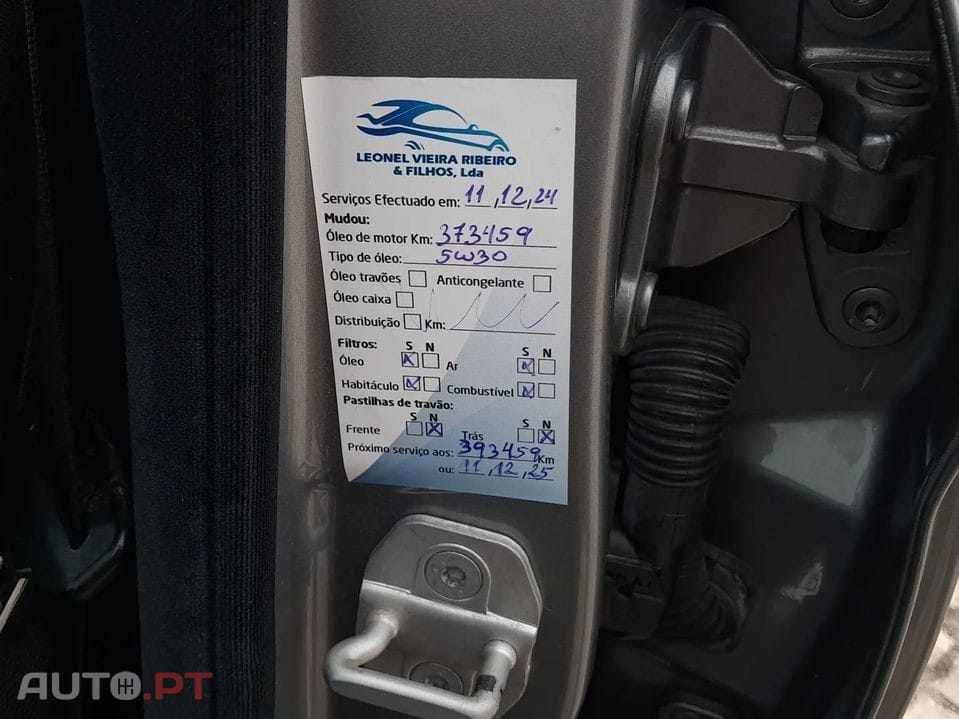 LEONEL VIEIRA RIBEIRO
& FILHOS, Lda
Serviços Efectuado em: 11,12,24
Mudou:
Óleo de motor Km: 373459
Tipo de óleo: 5W30
Óleo travões Anticongelante
Óleo caixa
Distribuição Km:
Filtros: S N S N
Óleo Ar
Habitáculo Combustível
Pastilhas de travão:
S N S N
Frente Trás
Próximo serviço aos: 393459 Km
ou: 11,12,25
AUTO.PT